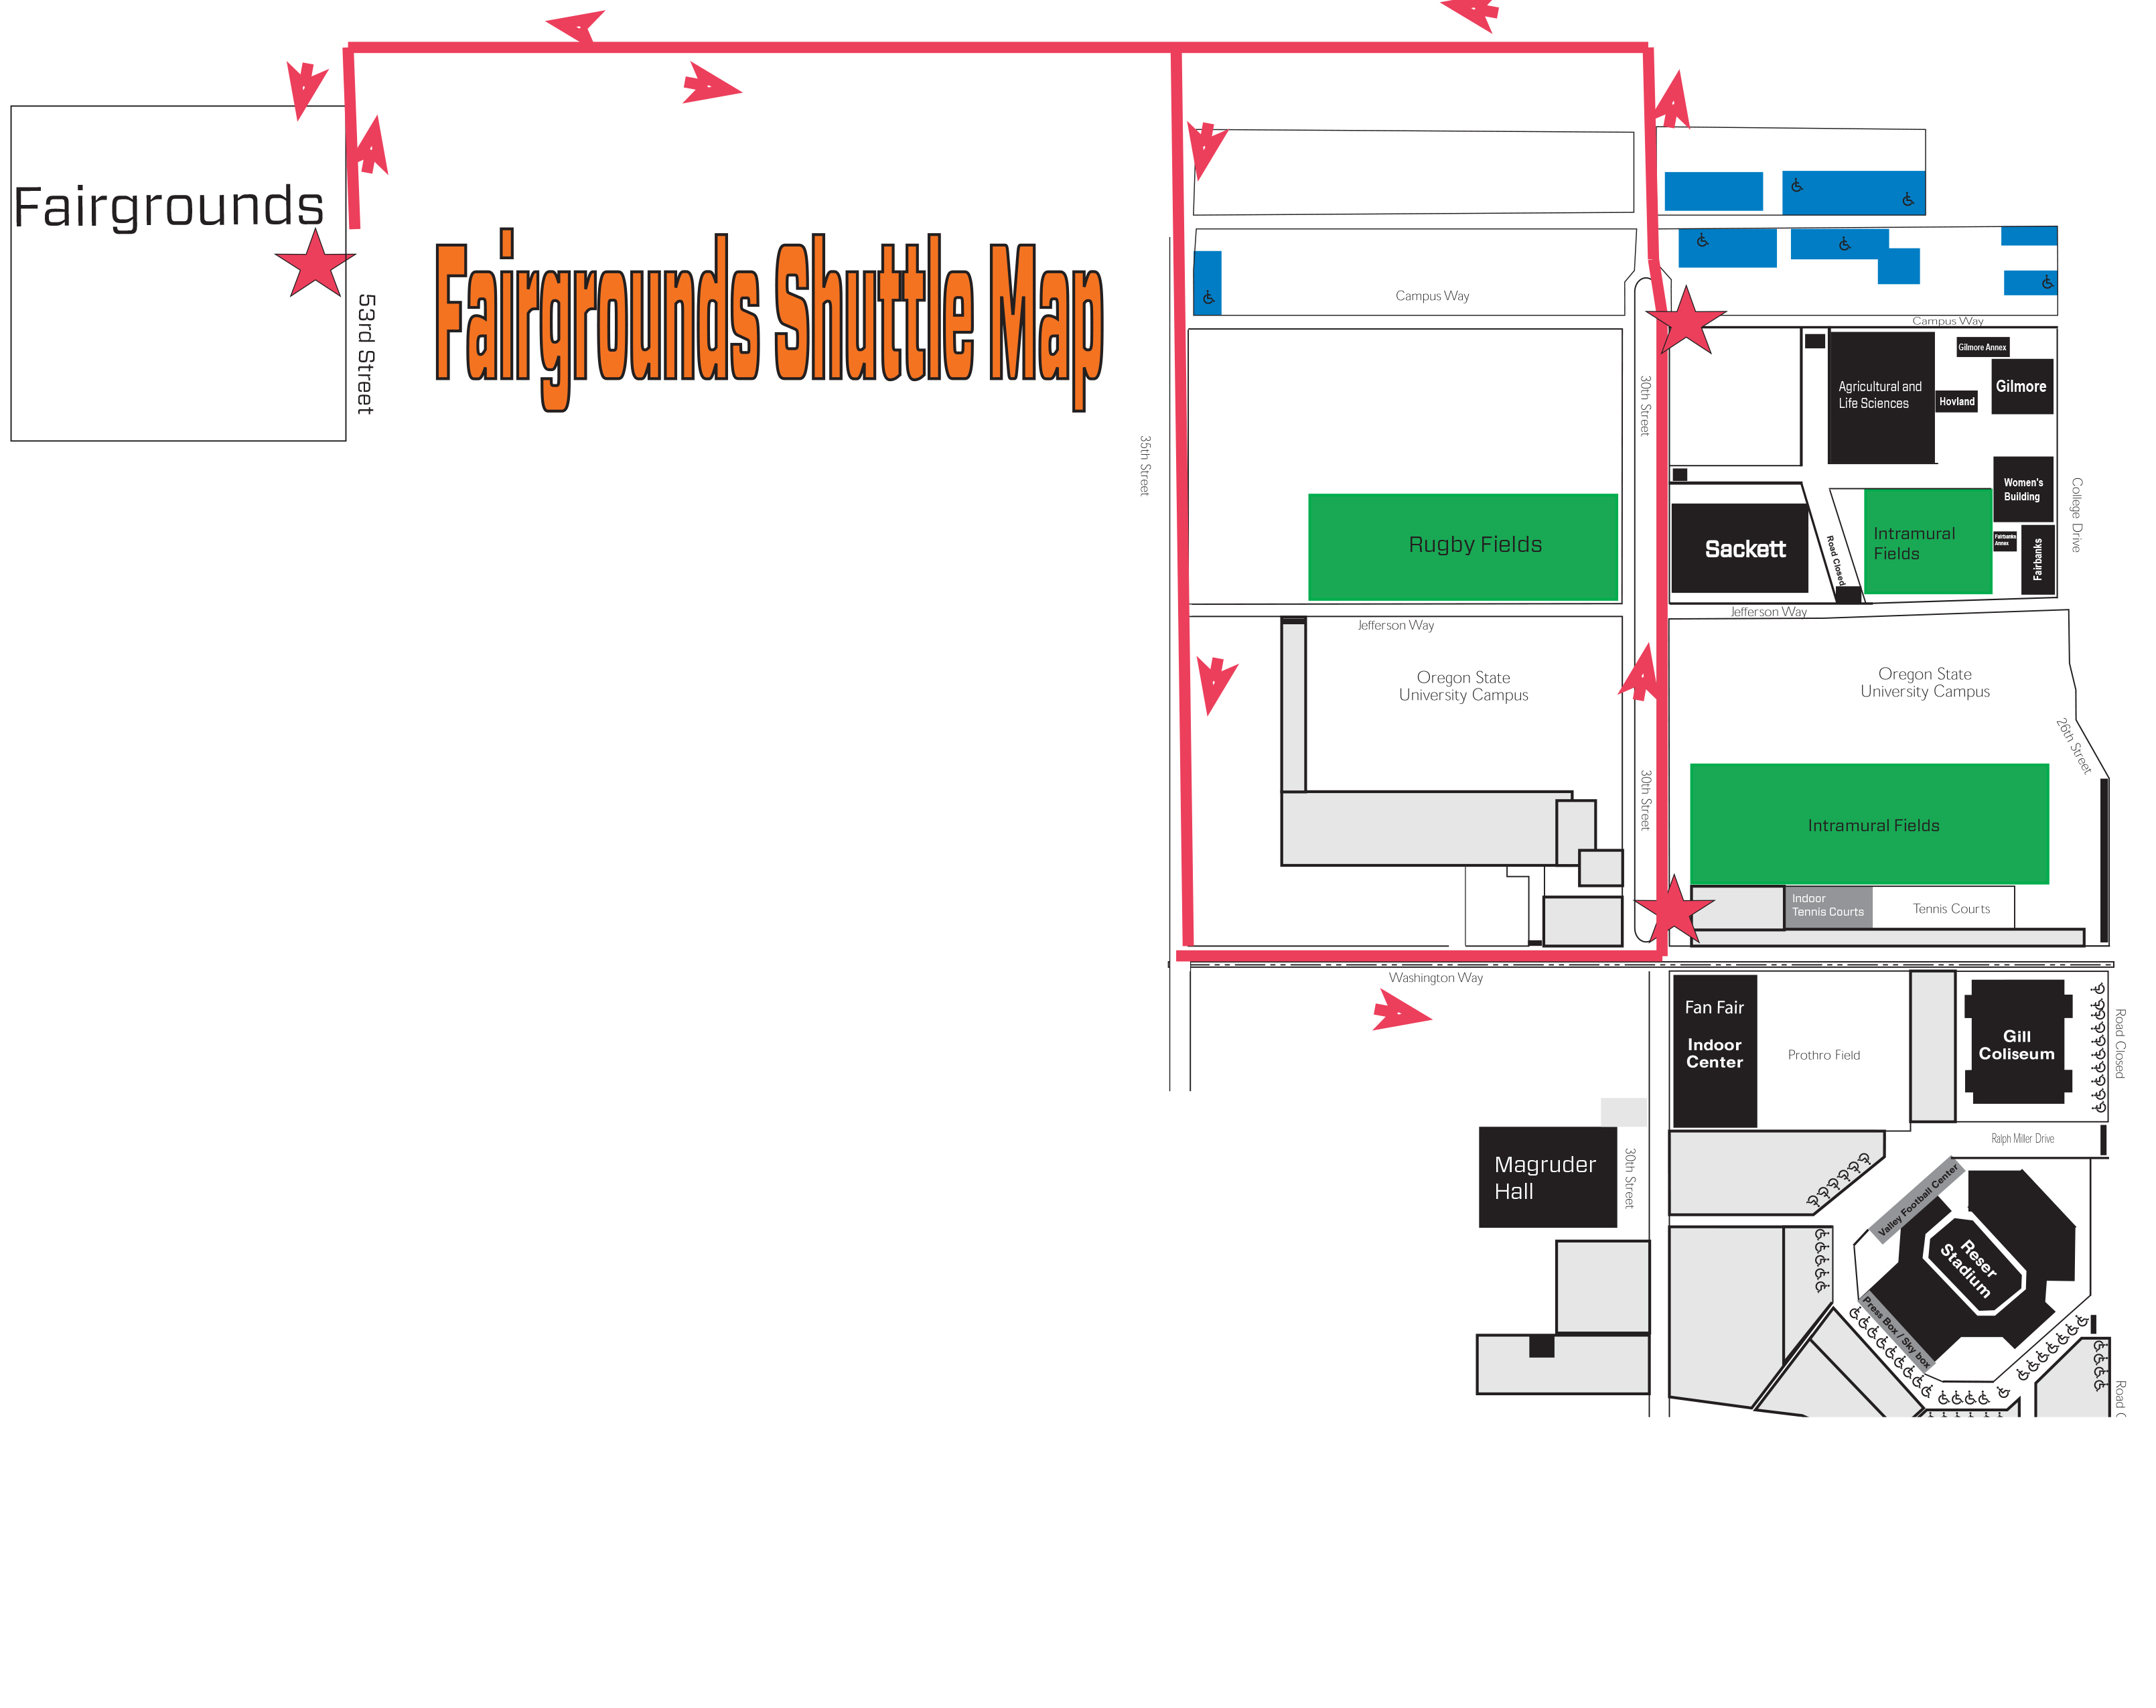 Fairgrounds
53rd Street
Fairgrounds Shuttle Map
35th Street
Campus Way
30th Street
Campus Way
Gilmore Annex
Agricultural and
Life Sciences
Gilmore
Hovland
Women's
Building
College Drive
Rugby Fields
Sackett
Road Closed
Intramural
Fields
Fairbanks
Annex
Fairbanks
Jefferson Way
Jefferson Way
Oregon State
University Campus
Oregon State
University Campus
26th Street
30th Street
Intramural Fields
Indoor
Tennis Courts
Tennis Courts
Washington Way
Fan Fair
Indoor
Center
Prothro Field
Gill
Coliseum
Road Closed
Ralph Miller Drive
Magruder
Hall
30th Street
Valley Football Center
Reser
Stadium
Press Box / Sky box
Road C